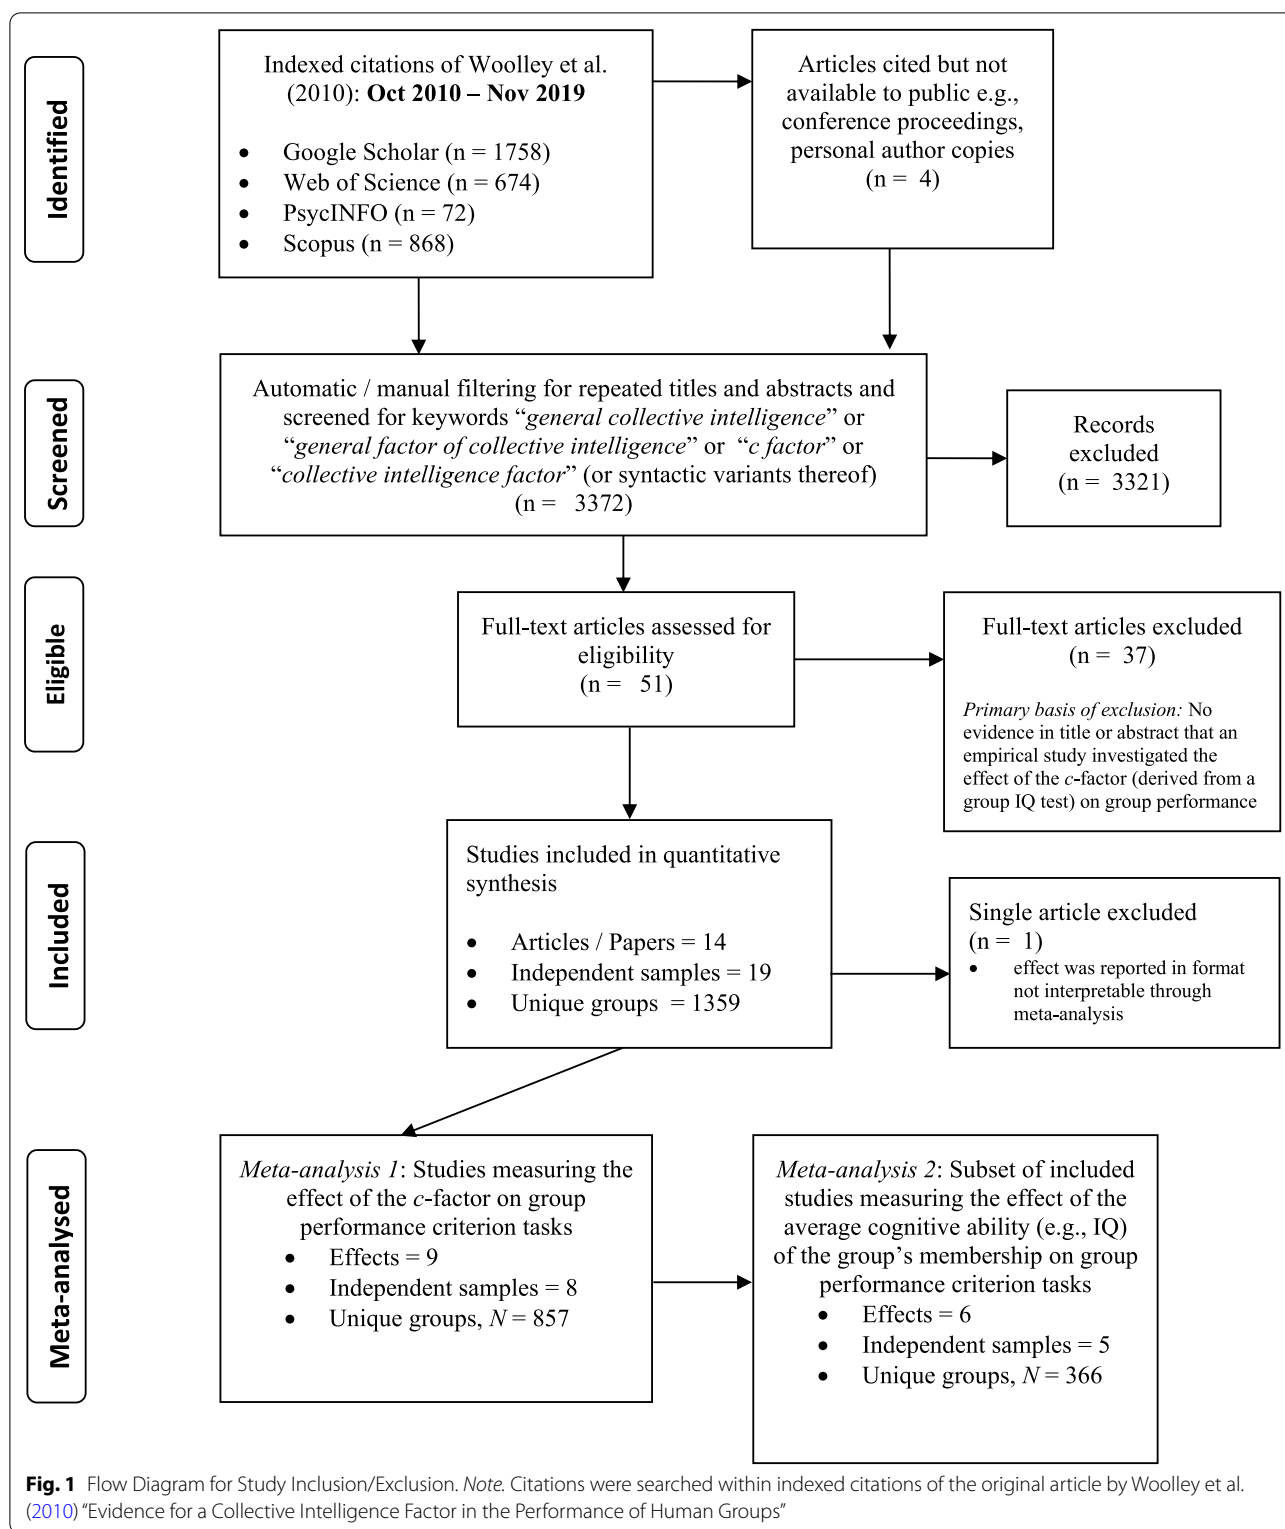 Identified
Indexed citations of Woolley et al.
(2010): Oct 2010 – Nov 2019
• Google Scholar (n = 1758)
• Web of Science (n = 674)
• PsycINFO (n = 72)
• Scopus (n = 868)
Articles cited but not
available to public e.g.,
conference proceedings,
personal author copies
(n = 4)
Screened
Automatic / manual filtering for repeated titles and abstracts and
screened for keywords “general collective intelligence” or
“general factor of collective intelligence” or “c factor” or
“collective intelligence factor” (or syntactic variants thereof)
(n = 3372)
Records
excluded
(n = 3321)
Eligible
Full-text articles assessed for
eligibility
(n = 51)
Full-text articles excluded
(n = 37)
Primary basis of exclusion: No
evidence in title or abstract that an
empirical study investigated the
effect of the c-factor (derived from a
group IQ test) on group performance
Included
Studies included in quantitative
synthesis
• Articles / Papers = 14
• Independent samples = 19
• Unique groups = 1359
Single article excluded
(n = 1)
• effect was reported in format
not interpretable through
meta-analysis
Meta-analysed
Meta-analysis 1: Studies measuring the
effect of the c-factor on group
performance criterion tasks
• Effects = 9
• Independent samples = 8
• Unique groups, N = 857
Meta-analysis 2: Subset of included
studies measuring the effect of the
average cognitive ability (e.g., IQ)
of the group’s membership on group
performance criterion tasks
• Effects = 6
• Independent samples = 5
• Unique groups, N = 366
Fig. 1 Flow Diagram for Study Inclusion/Exclusion. Note. Citations were searched within indexed citations of the original article by Woolley et al.
(2010) “Evidence for a Collective Intelligence Factor in the Performance of Human Groups”